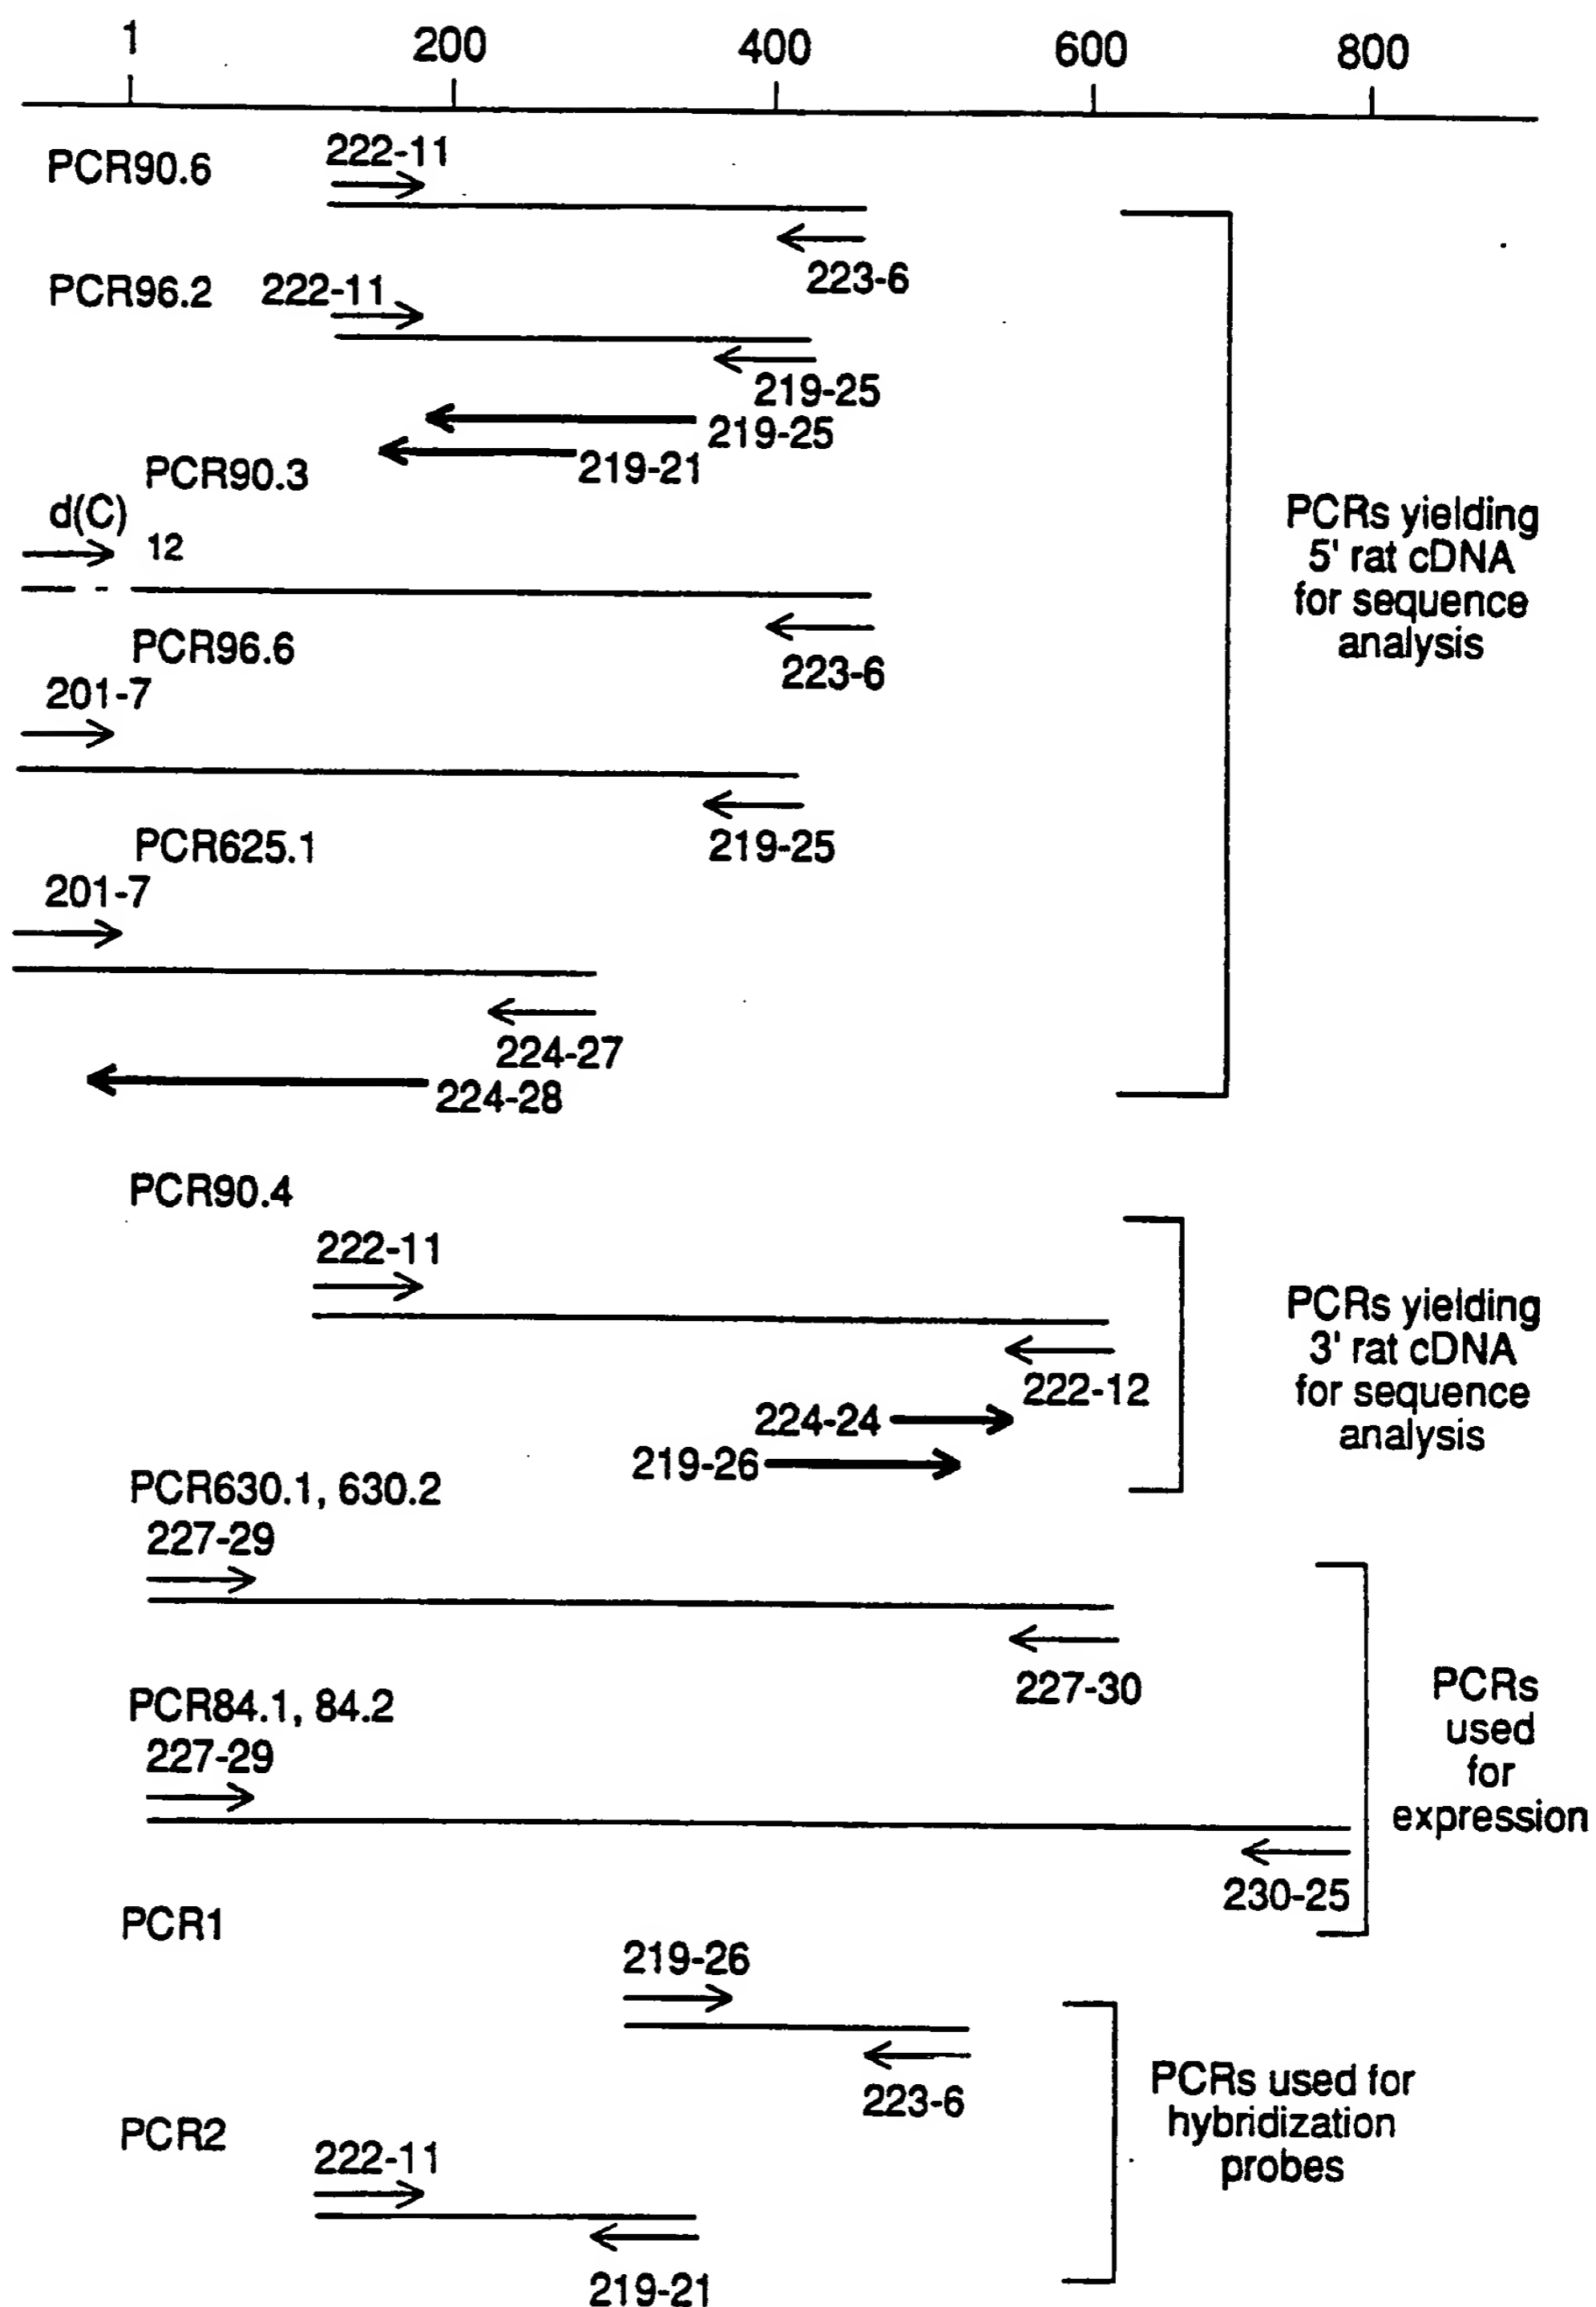 1 200 400 600 800
PCR90.6
222-11
223-6
PCR96.2
222-11
219-25
219-25
219-21
PCR90.3
d(C)
12
223-6
PCR96.6
201-7
219-25
PCR625.1
201-7
224-27
224-28
PCRs yielding
5' rat cDNA
for sequence
analysis
PCR90.4
222-11
222-12
224-24
219-26
PCRs yielding
3' rat cDNA
for sequence
analysis
PCR630.1, 630.2
227-29
227-30
PCR84.1, 84.2
227-29
230-25
PCRs
used
for
expression
PCR1
219-26
223-6
PCR2
222-11
219-21
PCRs used for
hybridization
probes